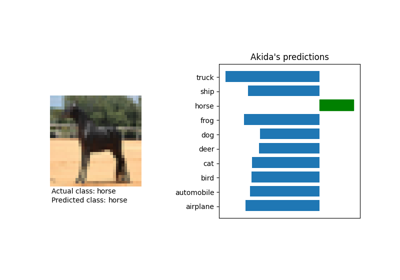 Akida's predictions
truck
ship
horse
frog
dog
deer
cat
bird
automobile
airplane
Actual class: horse
Predicted class: horse